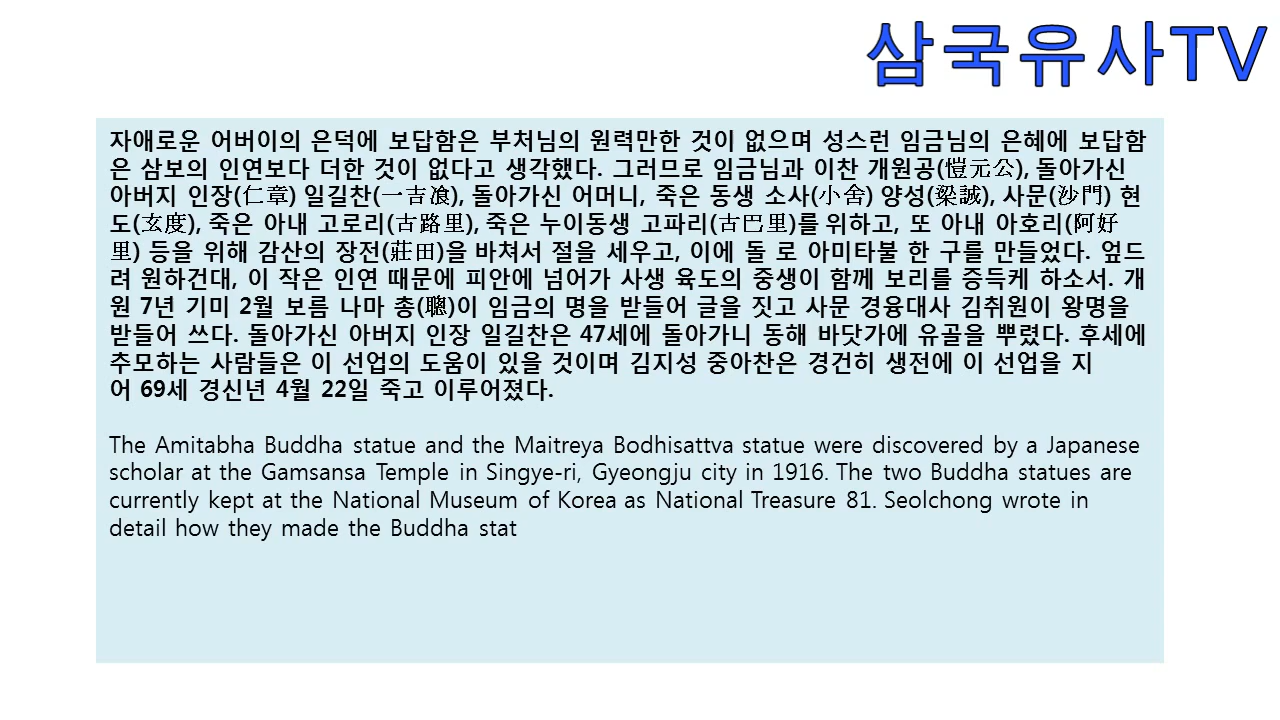 삼국유사TV
자애로운 어버이의 은덕에 보답함은 부처님의 원력만한 것이 없으며 성스런 임금님의 은혜에 보답함
은 삼보의 인연보다 더한 것이 없다고 생각했다. 그러므로 임금님과 이찬 개원공(愷元公), 돌아가신
아버지 인장(仁章) 일길찬(一吉飡), 돌아가신 어머니, 죽은 동생 소사(小舍) 양성(梁誠), 사문(沙門) 현
도(玄度), 죽은 아내 고로리(古路里), 죽은 누이동생 고파리(古巴里)를 위하고, 또 아내 아호리(阿好
里) 등을 위해 감산의 장전(莊田)을 바쳐서 절을 세우고, 이에 돌 로 아미타불 한 구를 만들었다. 엎드
려 원하건대, 이 작은 인연 때문에 피안에 넘어가 사생 육도의 중생이 함께 보리를 증득케 하소서. 개
원 7년 기미 2월 보름 나마 총(聰)이 임금의 명을 받들어 글을 짓고 사문 경융대사 김취원이 왕명을
받들어 쓰다. 돌아가신 아버지 인장 일길찬은 47세에 돌아가니 동해 바닷가에 유골을 뿌렸다. 후세에
추모하는 사람들은 이 선업의 도움이 있을 것이며 김지성 중아찬은 경건히 생전에 이 선업을 지
어 69세 경신년 4월 22일 죽고 이루어졌다.
The Amitabha Buddha statue and the Maitreya Bodhisattva statue were discovered by a Japanese
scholar at the Gamsansa Temple in Singye-ri, Gyeongju city in 1916. The two Buddha statues are
currently kept at the National Museum of Korea as National Treasure 81. Seolchong wrote in
detail how they made the Buddha stat